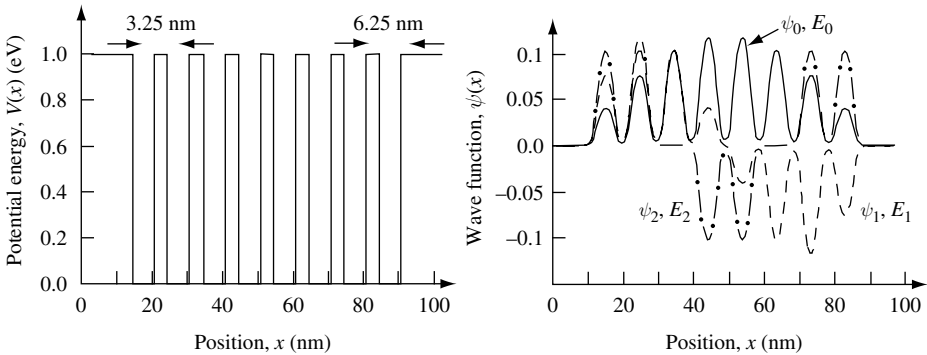 3.25 nm
6.25 nm
Potential energy, V(x) (eV)
1.0
0.8
0.6
0.4
0.2
0.0
0
20
40
60
80
100
Position, x (nm)
Wave function, ψ(x)
0.1
0.05
0.0
−0.05
−0.1
ψ₀, E₀
ψ₂, E₂
ψ₁, E₁
0
20
40
60
80
100
Position, x (nm)